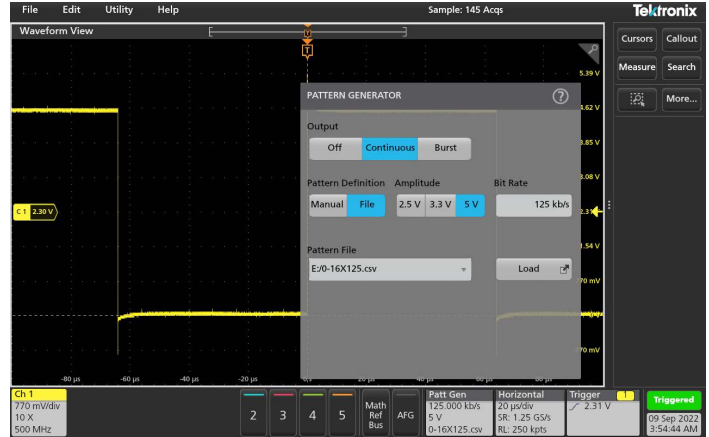 File Edit Utility Help Sample: 145 Acqs Tektronix
Waveform View
Cursors Callout
Measure Search
More...
5.39 V
4.62 V
3.85 V
3.08 V
2.31
1.54 V
PATTERN GENERATOR ?
Output
Off Continuous Burst
Pattern Definition Amplitude Bit Rate
Manual File 2.5 V 3.3 V 5 V 125 kb/s
Pattern File
E:/0-16X125.csv Load
C 1 2.30 V
T
-80 µs -60 µs -40 µs -20 µs
Ch 1
770 mV/div
10 X
500 MHz
2 3 4 5
Math
Ref
Bus
AFG
Patt Gen
125.000 kb/s
5 V
0-16X125.csv
Horizontal
20 µs/div
SR: 1.25 GS/s
RL: 250 kpts
Trigger 1
2.31 V
Triggered
09 Sep 2022
3:54:44 AM